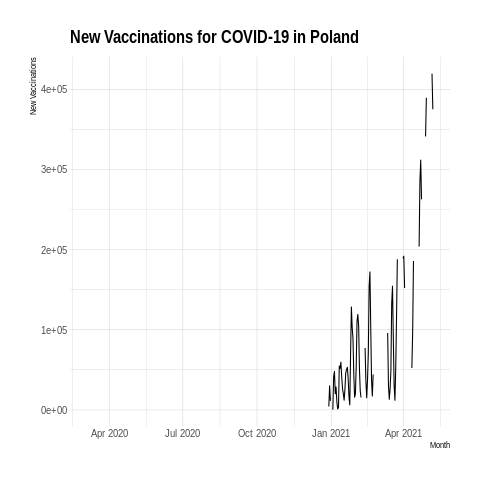 New Vaccinations for COVID-19 in Poland
New Vaccinations
4e+05
3e+05
2e+05
1e+05
0e+00
Apr 2020 Jul 2020 Oct 2020 Jan 2021 Apr 2021
Month